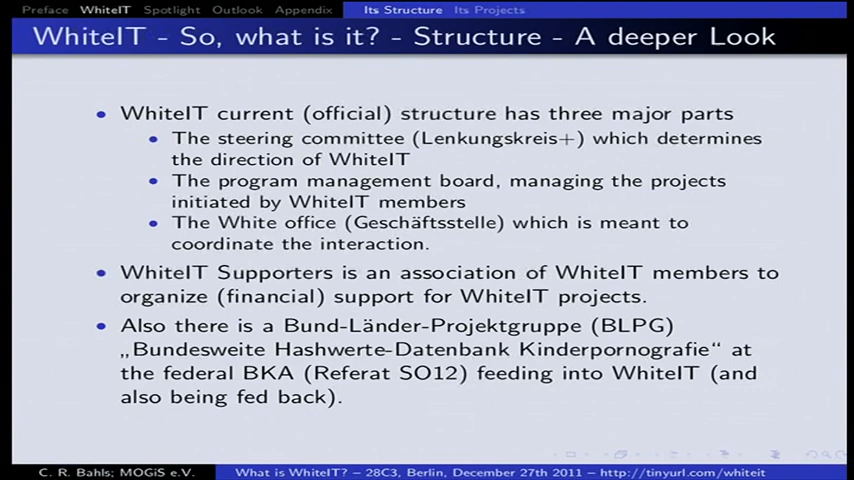 Preface WhiteIT Spotlight Outlook Appendix Its Structure Its Projects
WhiteIT - So, what is it? - Structure - A deeper Look
• WhiteIT current (official) structure has three major parts
• The steering committee (Lenkungskreis+) which determines
the direction of WhiteIT
• The program management board, managing the projects
initiated by WhiteIT members
• The White office (Geschäftsstelle) which is meant to
coordinate the interaction.
• WhiteIT Supporters is an association of WhiteIT members to
organize (financial) support for WhiteIT projects.
• Also there is a Bund-Länder-Projektgruppe (BLPG)
„Bundesweite Hashwerte-Datenbank Kinderpornografie“ at
the federal BKA (Referat SO12) feeding into WhiteIT (and
also being fed back).
C. R. Bahls; MOGiS e.V. What is WhiteIT? – 28C3, Berlin, December 27th 2011 – http://tinyurl.com/whiteit